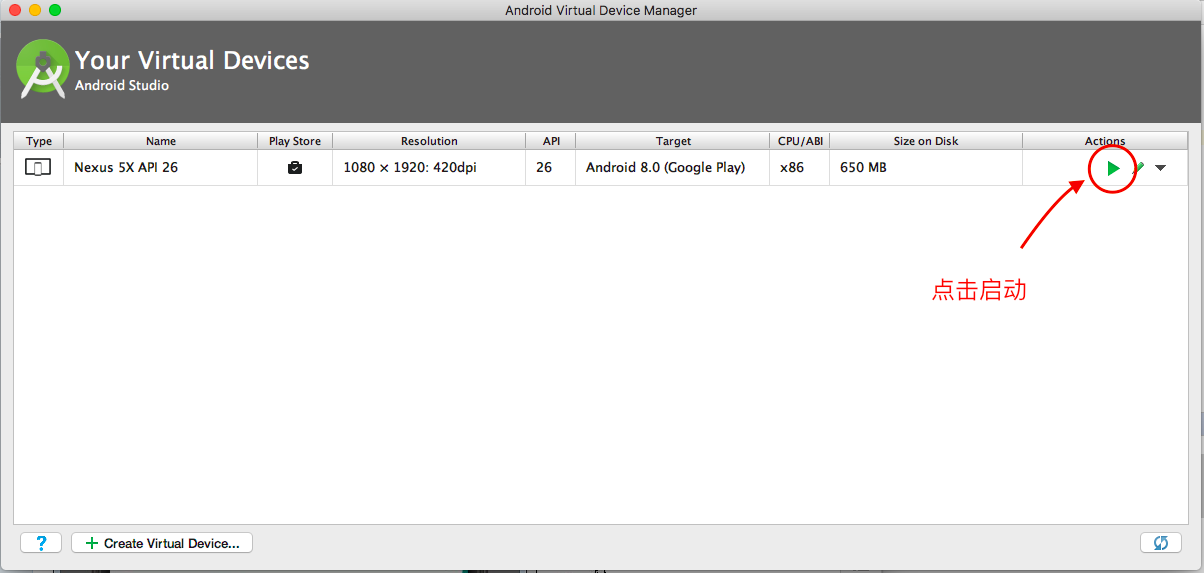 Android Virtual Device Manager
Your Virtual Devices
Android Studio
Type Name Play Store Resolution API Target CPU/ABI Size on Disk Actions
Nexus 5X API 26 1080 × 1920: 420dpi 26 Android 8.0 (Google Play) x86 650 MB
点击启动
? + Create Virtual Device...